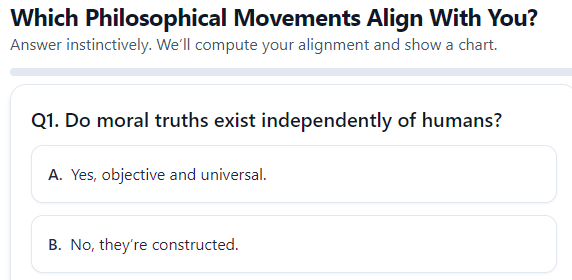 Which Philosophical Movements Align With You?
Answer instinctively. We'll compute your alignment and show a chart.
Q1. Do moral truths exist independently of humans?
A. Yes, objective and universal.
B. No, they're constructed.